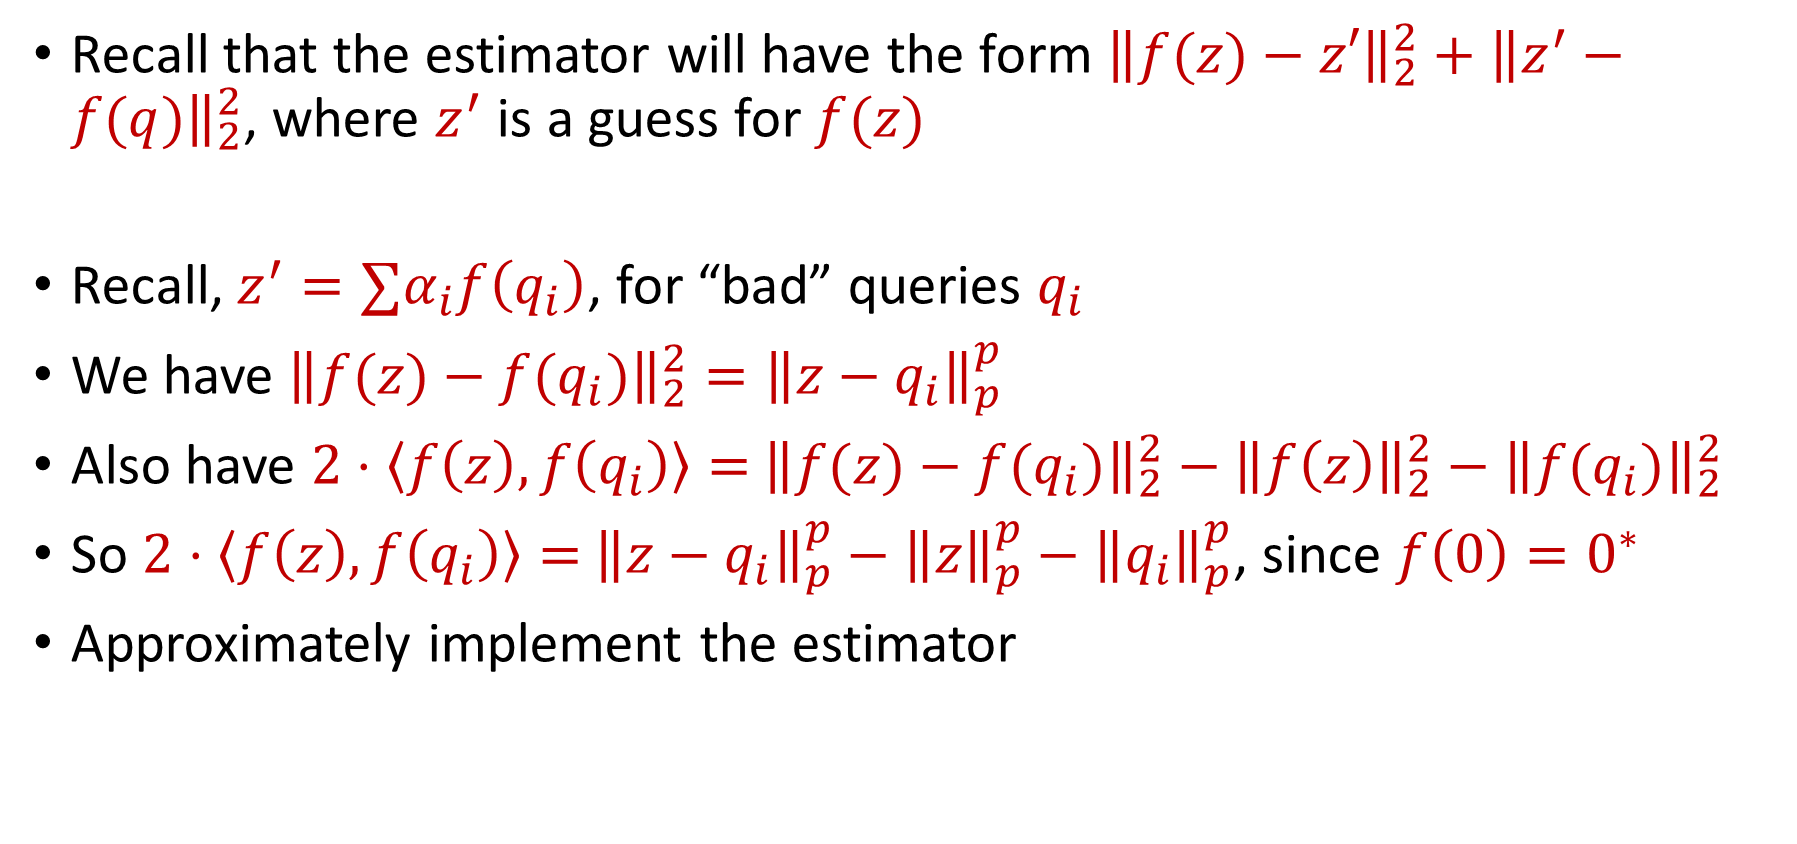 • Recall that the estimator will have the form ‖f(z) − z′‖₂² + ‖z′ −
f(q)‖₂², where z′ is a guess for f(z)
• Recall, z′ = ∑αᵢf(qᵢ), for “bad” queries qᵢ
• We have ‖f(z) − f(qᵢ)‖₂² = ‖z − qᵢ‖ₚᵖ
• Also have 2 · ⟨f(z), f(qᵢ)⟩ = ‖f(z) − f(qᵢ)‖₂² − ‖f(z)‖₂² − ‖f(qᵢ)‖₂²
• So 2 · ⟨f(z), f(qᵢ)⟩ = ‖z − qᵢ‖ₚᵖ − ‖z‖ₚᵖ − ‖qᵢ‖ₚᵖ, since f(0) = 0*
• Approximately implement the estimator